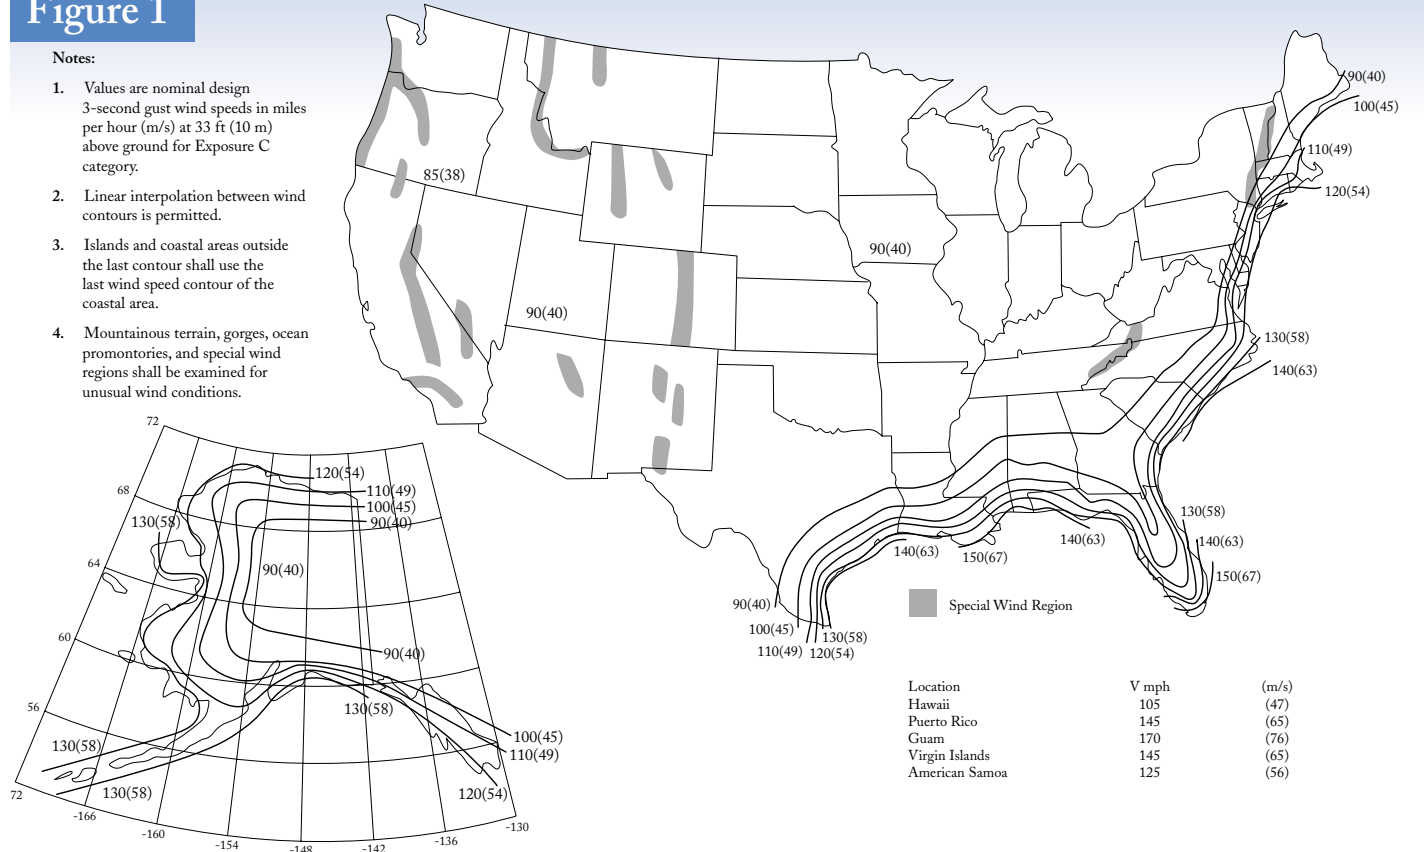 Figure 1
Notes:
1. Values are nominal design
3-second gust wind speeds in miles
per hour (m/s) at 33 ft (10 m)
above ground for Exposure C
category.
2. Linear interpolation between wind
contours is permitted.
3. Islands and coastal areas outside
the last contour shall use the
last wind speed contour of the
coastal area.
4. Mountainous terrain, gorges, ocean
promontories, and special wind
regions shall be examined for
unusual wind conditions.
85(38)
90(40)
90(40)
90(40)
100(45)
110(49)
120(54)
130(58)
140(63)
130(58)
140(63)
150(67)
140(63)
150(67)
140(63)
90(40)
100(45)
110(49)
120(54)
130(58)
72
68
64
60
56
72
-166
-160
-154
-148
-142
-136
-130
120(54)
110(49)
100(45)
90(40)
130(58)
90(40)
90(40)
130(58)
100(45)
110(49)
120(54)
130(58)
130(58)
Special Wind Region
Location V mph (m/s)
Hawaii 105 (47)
Puerto Rico 145 (65)
Guam 170 (76)
Virgin Islands 145 (65)
American Samoa 125 (56)